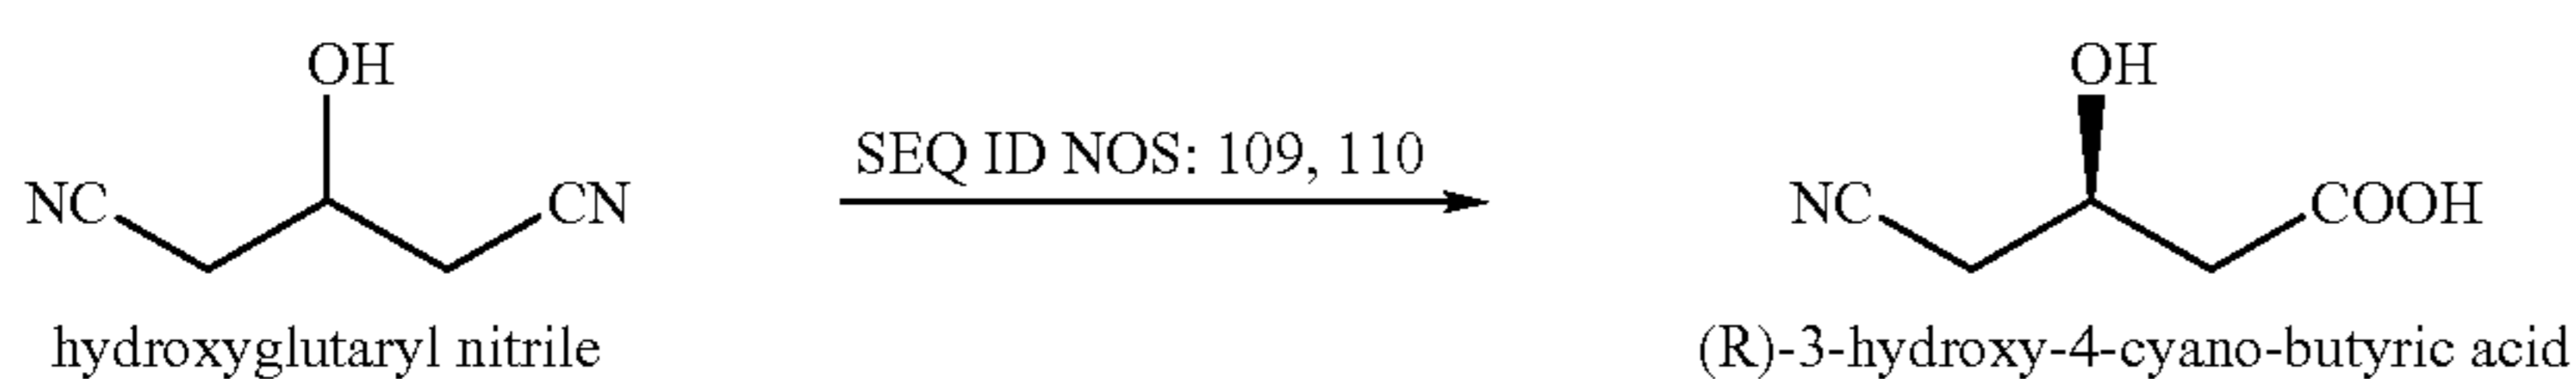 OH OH
SEQ ID NOS: 109, 110
NC CN NC COOH
hydroxyglutaryl nitrile (R)-3-hydroxy-4-cyano-butyric acid